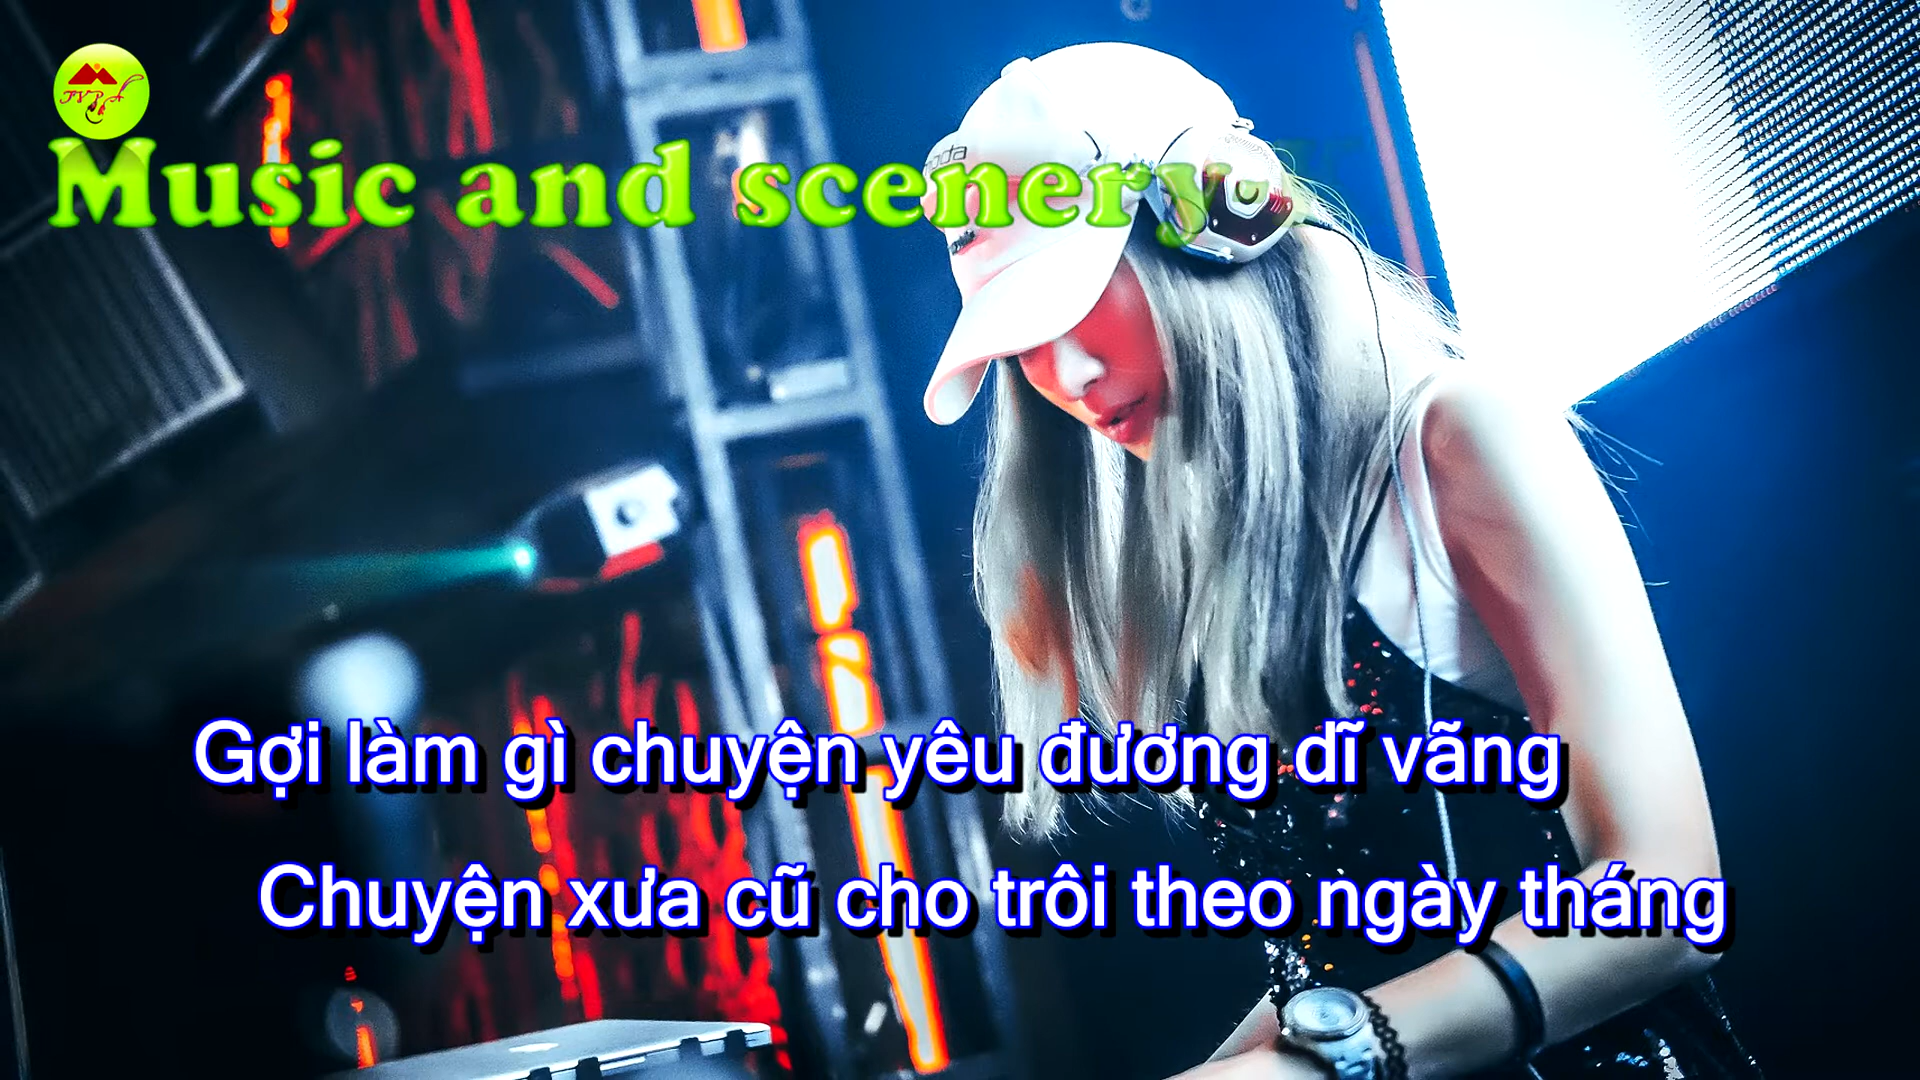 TVPA
Music and scenery
Gợi làm gì chuyện yêu đương dĩ vãng
Chuyện xưa cũ cho trôi theo ngày tháng